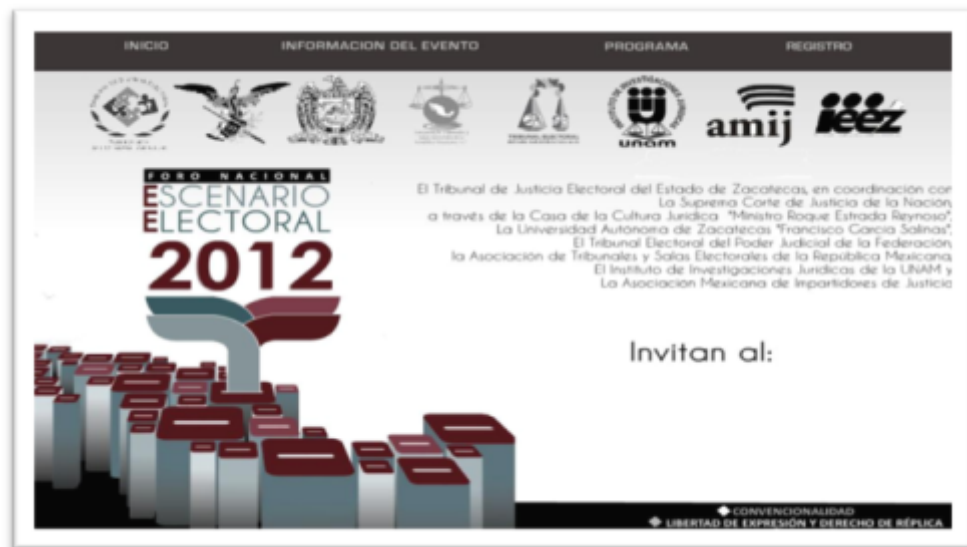 INICIO INFORMACION DEL EVENTO PROGRAMA REGISTRO
TRIBUNAL ELECTORAL
unam
amij
ieez
FORO NACIONAL
ESCENARIO
ELECTORAL
2012
El Tribunal de Justicia Electoral del Estado de Zacatecas, en coordinación con
La Suprema Corte de Justicia de la Nación,
a través de la Casa de la Cultura Jurídica "Ministro Roque Estrada Reynoso",
La Universidad Autónoma de Zacatecas "Francisco García Salinas",
El Tribunal Electoral del Poder Judicial de la Federación,
la Asociación de Tribunales y Salas Electorales de la República Mexicana,
El Instituto de Investigaciones Jurídicas de la UNAM y
La Asociación Mexicana de Impartidores de Justicia
Invitan al:
CONVENCIONALIDAD
LIBERTAD DE EXPRESIÓN Y DERECHO DE RÉPLICA